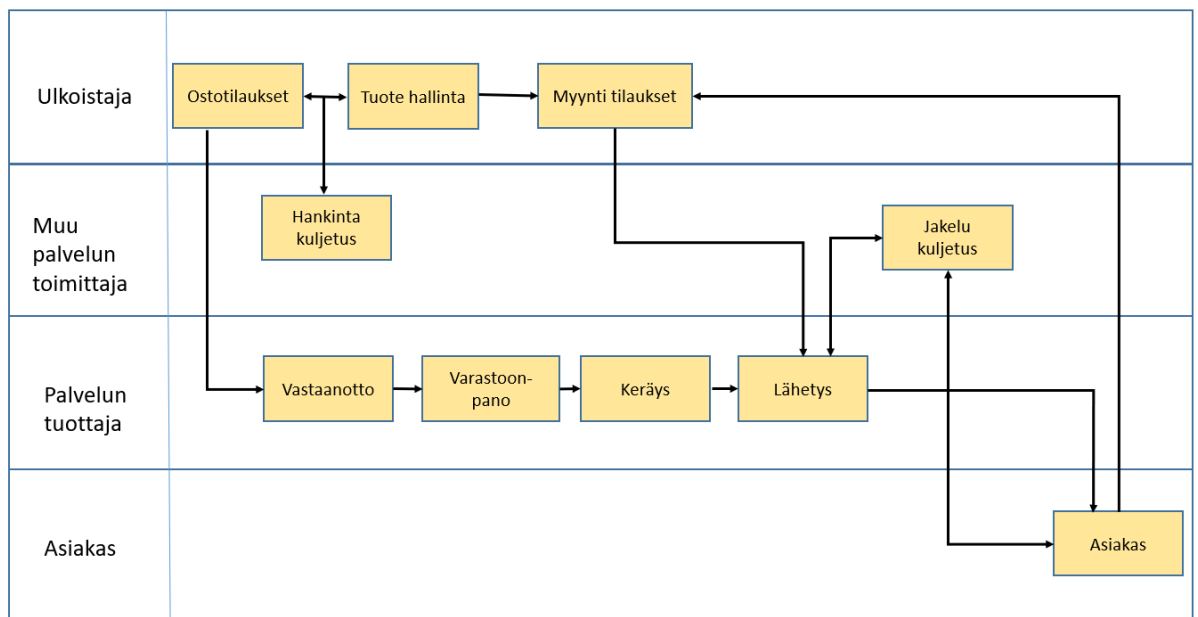 Ulkoistaja
Ostotilaukset
Tuote hallinta
Myynti tilaukset
Muu
palvelun
toimittaja
Hankinta
kuljetus
Jakelu
kuljetus
Palvelun
tuottaja
Vastaanotto
Varastoon-
pano
Keräys
Lähetys
Asiakas
Asiakas